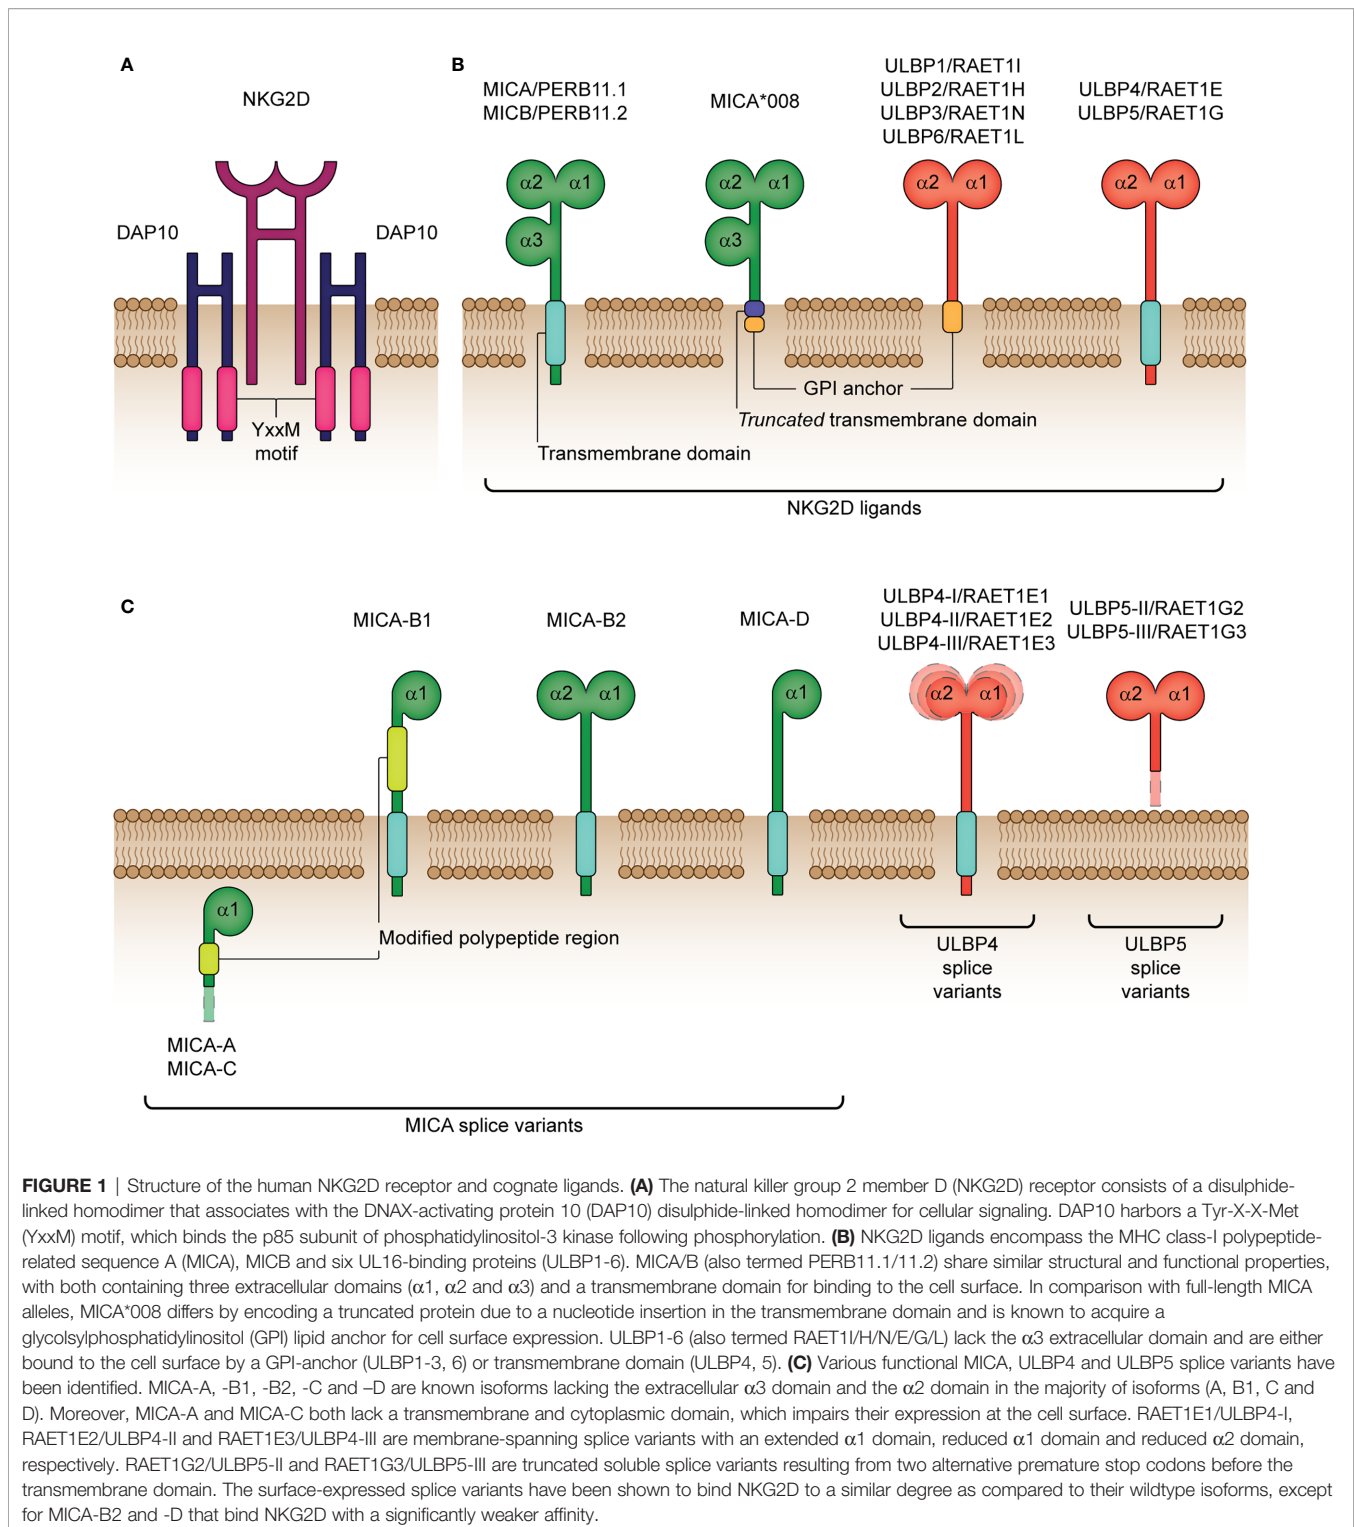 A
NKG2D
DAP10
DAP10
YxxM
motif
B
MICA/PERB11.1
MICB/PERB11.2
MICA*008
ULBP1/RAET1I
ULBP2/RAET1H
ULBP3/RAET1N
ULBP6/RAET1L
ULBP4/RAET1E
ULBP5/RAET1G
α2 α1
α3
α2 α1
α3
α2 α1
α2 α1
GPI anchor
Truncated transmembrane domain
Transmembrane domain
NKG2D ligands
C
MICA-B1
MICA-B2
MICA-D
ULBP4-I/RAET1E1
ULBP4-II/RAET1E2
ULBP4-III/RAET1E3
ULBP5-II/RAET1G2
ULBP5-III/RAET1G3
α1
α2 α1
α1
α2 α1
α2 α1
α1
Modified polypeptide region
MICA-A
MICA-C
MICA splice variants
ULBP4
splice
variants
ULBP5
splice
variants
FIGURE 1 | Structure of the human NKG2D receptor and cognate ligands. (A) The natural killer group 2 member D (NKG2D) receptor consists of a disulphide-
linked homodimer that associates with the DNAX-activating protein 10 (DAP10) disulphide-linked homodimer for cellular signaling. DAP10 harbors a Tyr-X-X-Met
(YxxM) motif, which binds the p85 subunit of phosphatidylinositol-3 kinase following phosphorylation. (B) NKG2D ligands encompass the MHC class-I polypeptide-
related sequence A (MICA), MICB and six UL16-binding proteins (ULBP1-6). MICA/B (also termed PERB11.1/11.2) share similar structural and functional properties,
with both containing three extracellular domains (α1, α2 and α3) and a transmembrane domain for binding to the cell surface. In comparison with full-length MICA
alleles, MICA*008 differs by encoding a truncated protein due to a nucleotide insertion in the transmembrane domain and is known to acquire a
glycolsylphosphatidylinositol (GPI) lipid anchor for cell surface expression. ULBP1-6 (also termed RAET1I/H/N/E/G/L) lack the α3 extracellular domain and are either
bound to the cell surface by a GPI-anchor (ULBP1-3, 6) or transmembrane domain (ULBP4, 5). (C) Various functional MICA, ULBP4 and ULBP5 splice variants have
been identified. MICA-A, -B1, -B2, -C and –D are known isoforms lacking the extracellular α3 domain and the α2 domain in the majority of isoforms (A, B1, C and
D). Moreover, MICA-A and MICA-C both lack a transmembrane and cytoplasmic domain, which impairs their expression at the cell surface. RAET1E1/ULBP4-I,
RAET1E2/ULBP4-II and RAET1E3/ULBP4-III are membrane-spanning splice variants with an extended α1 domain, reduced α1 domain and reduced α2 domain,
respectively. RAET1G2/ULBP5-II and RAET1G3/ULBP5-III are truncated soluble splice variants resulting from two alternative premature stop codons before the
transmembrane domain. The surface-expressed splice variants have been shown to bind NKG2D to a similar degree as compared to their wildtype isoforms, except
for MICA-B2 and -D that bind NKG2D with a significantly weaker affinity.